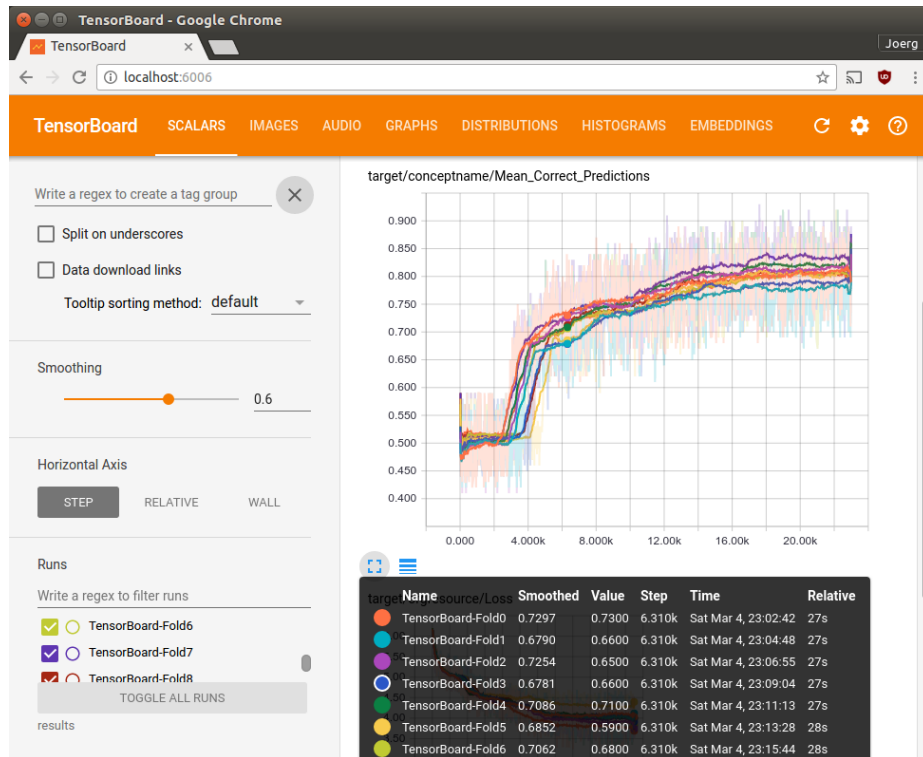 TensorBoard - Google Chrome
TensorBoard
Joerg
localhost:6006
TensorBoard SCALARS IMAGES AUDIO GRAPHS DISTRIBUTIONS HISTOGRAMS EMBEDDINGS
Write a regex to create a tag group
Split on underscores
Data download links
Tooltip sorting method: default
Smoothing
0.6
Horizontal Axis
STEP RELATIVE WALL
Runs
Write a regex to filter runs
TensorBoard-Fold6
TensorBoard-Fold7
TensorBoard-Fold8
TOGGLE ALL RUNS
results
target/conceptname/Mean_Correct_Predictions
0.900
0.850
0.800
0.750
0.700
0.650
0.600
0.550
0.500
0.450
0.400
0.000 4.000k 8.000k 12.00k 16.00k 20.00k
Name Smoothed Value Step Time Relative
TensorBoard-Fold0 0.7297 0.7300 6.310k Sat Mar 4, 23:02:42 27s
TensorBoard-Fold1 0.6790 0.6600 6.310k Sat Mar 4, 23:04:48 27s
TensorBoard-Fold2 0.7254 0.6500 6.310k Sat Mar 4, 23:06:55 27s
TensorBoard-Fold3 0.6781 0.6600 6.310k Sat Mar 4, 23:09:04 27s
TensorBoard-Fold4 0.7086 0.7100 6.310k Sat Mar 4, 23:11:13 27s
TensorBoard-Fold5 0.6852 0.5900 6.310k Sat Mar 4, 23:13:28 28s
TensorBoard-Fold6 0.7062 0.6800 6.310k Sat Mar 4, 23:15:44 28s